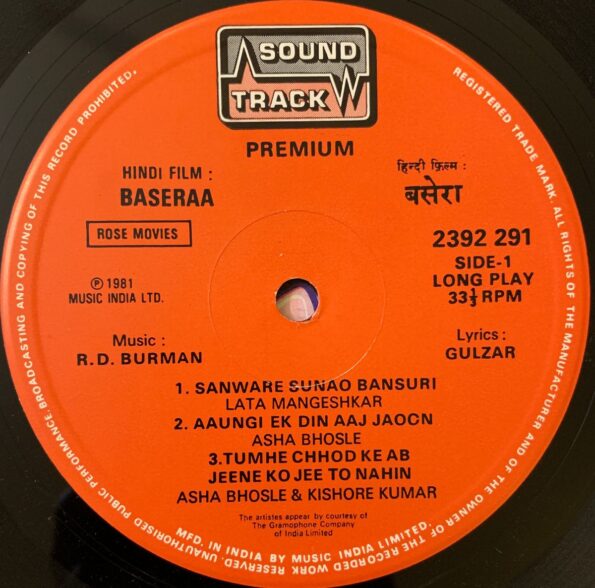 SOUND
TRACK
PREMIUM
HINDI FILM :
BASERAA
हिन्दी फ़िल्म :
बसेरा
ROSE MOVIES
2392 291
SIDE-1
LONG PLAY
33⅓ RPM
℗ 1981
MUSIC INDIA LTD.
Music :
R.D. BURMAN
Lyrics :
GULZAR
1. SANWARE SUNAO BANSURI
LATA MANGESHKAR
2. AAUNGI EK DIN AAJ JAOCN
ASHA BHOSLE
3.TUMHE CHHOD KE AB
JEENE KO JEE TO NAHIN
ASHA BHOSLE & KISHORE KUMAR
The artistes appear by courtesy of
The Gramophone Company
of India Limited
MFD. IN INDIA BY MUSIC INDIA LIMITED.
REGISTERED TRADE MARK. ALL RIGHTS OF THE MANUFACTURER AND OF THE OWNER OF THE RECORDED WORK RESERVED. UNAUTHORISED PUBLIC PERFORMANCE, BROADCASTING AND COPYING OF THIS RECORD PROHIBITED.